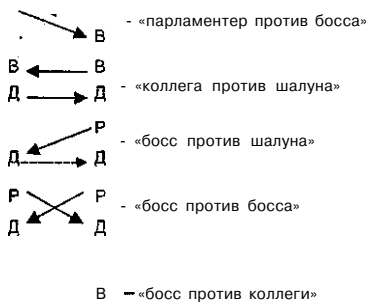 - «парламентер против босса»
В
В В
Д Д - «коллега против шалуна»
Р
- «босс против шалуна»
Д Д
Р Р
- «босс против босса»
Д Д
В – «босс против коллеги»